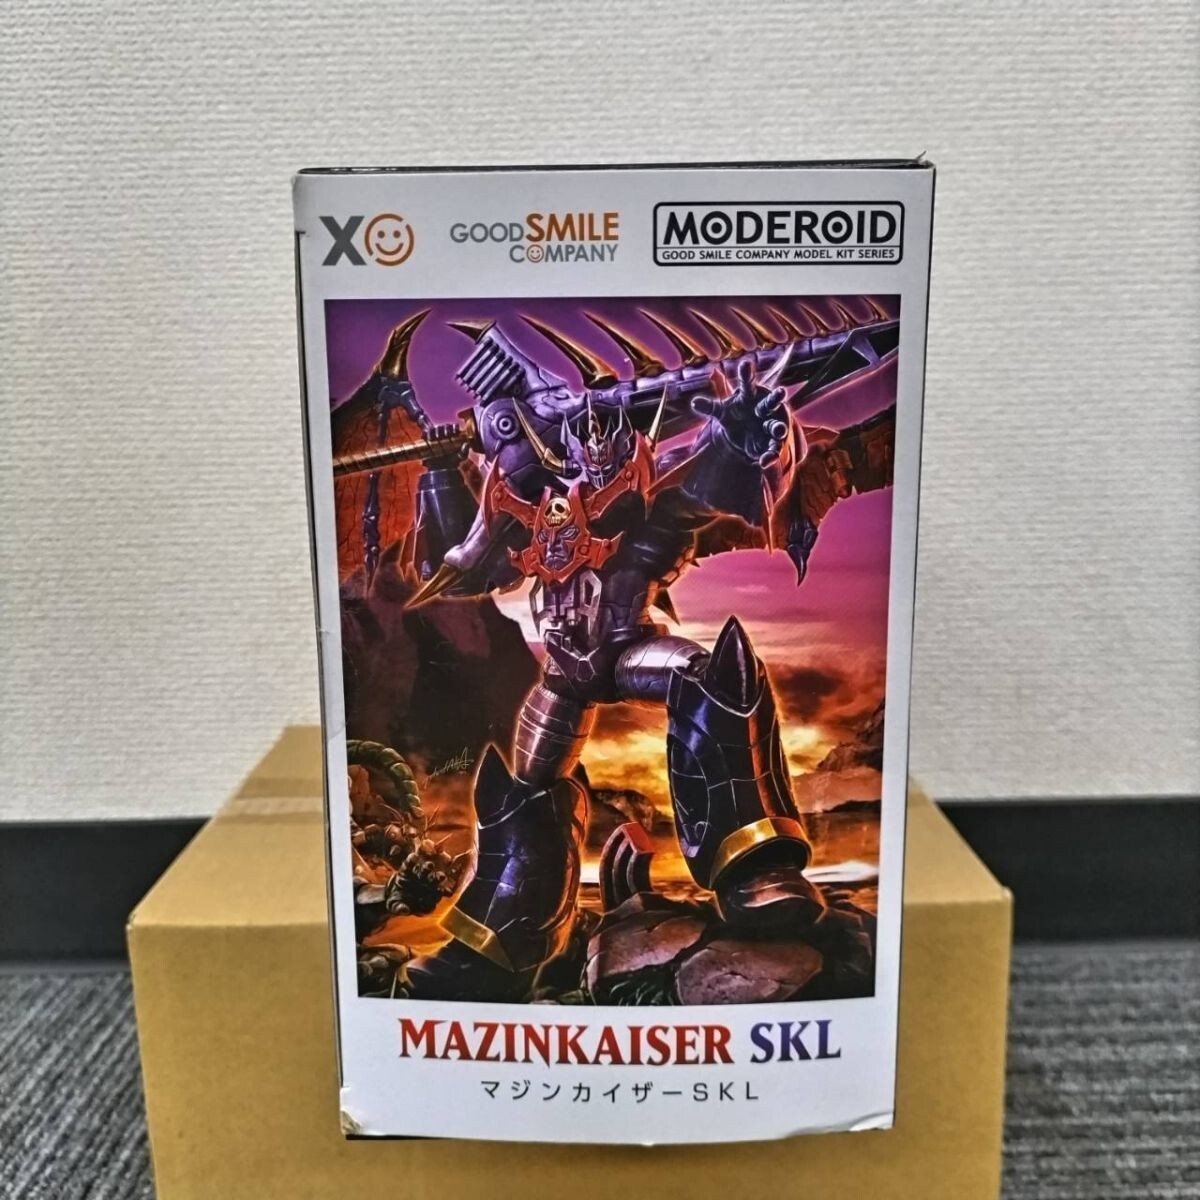 XO
GOOD SMILE COMPANY
MODEROID
GOOD SMILE COMPANY MODEL KIT SERIES
MAZINKAISER SKL
マジンカイザーSKL